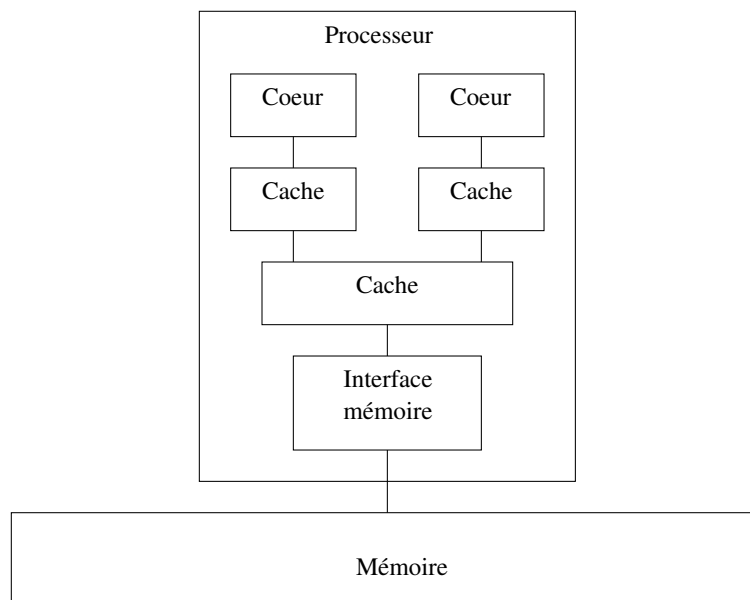 Processeur
Coeur
Coeur
Cache
Cache
Cache
Interface
mémoire
Mémoire